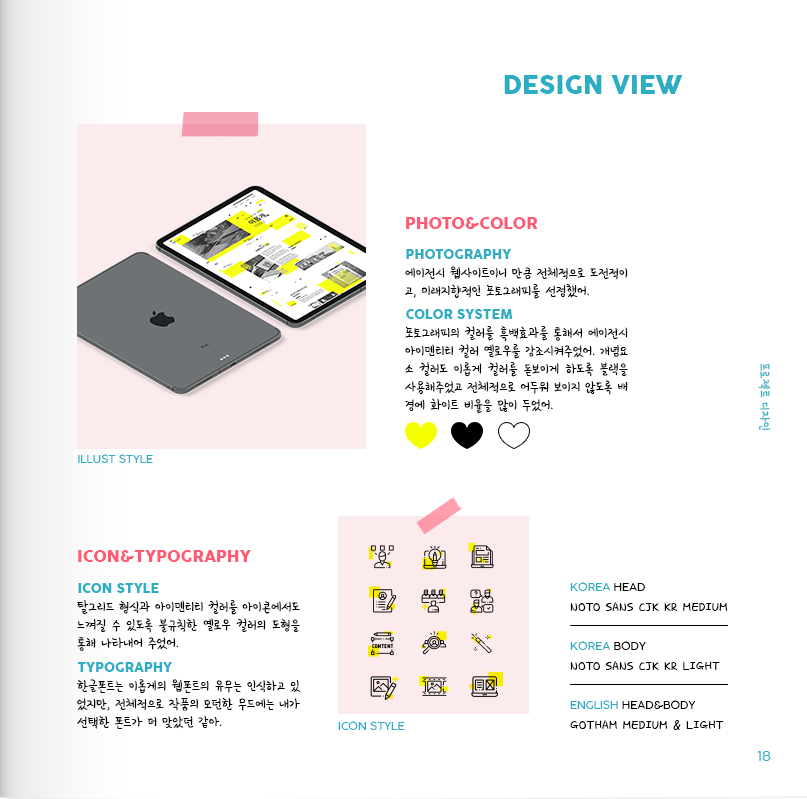 DESIGN VIEW
PHOTO&COLOR
PHOTOGRAPHY
에이전시 웹사이트이니 만큼 전체적으로 도전적이
고, 미래지향적인 포토그래피를 선정했어.
COLOR SYSTEM
포토그래피의 컬러를 흑백효과를 통해서 에이전시
아이덴티티 컬러 옐로우를 강조시켜주었어. 개념요
소 컬러도 이롭게 컬러를 돋보이게 하도록 블랙을
사용해주었고 전체적으로 어두워 보이지 않도록 배
경에 화이트 비율을 많이 두었어.
ILLUST STYLE
프로젝트 디자인
ICON&TYPOGRAPHY
ICON STYLE
탈그리드 형식과 아이덴티티 컬러를 아이콘에서도
느껴질 수 있도록 불규칙한 옐로우 컬러의 도형을
통해 나타내어 주었어.
TYPOGRAPHY
한글폰트는 이롭게의 웹폰트의 유무는 인식하고 있
었지만, 전체적으로 작품의 모던한 무드에는 내가
선택한 폰트가 더 맞았던 같아.
CONTENT
ICON STYLE
KOREA HEAD
NOTO SANS CJK KR MEDIUM
KOREA BODY
NOTO SANS CJK KR LIGHT
ENGLISH HEAD&BODY
GOTHAM MEDIUM & LIGHT
18